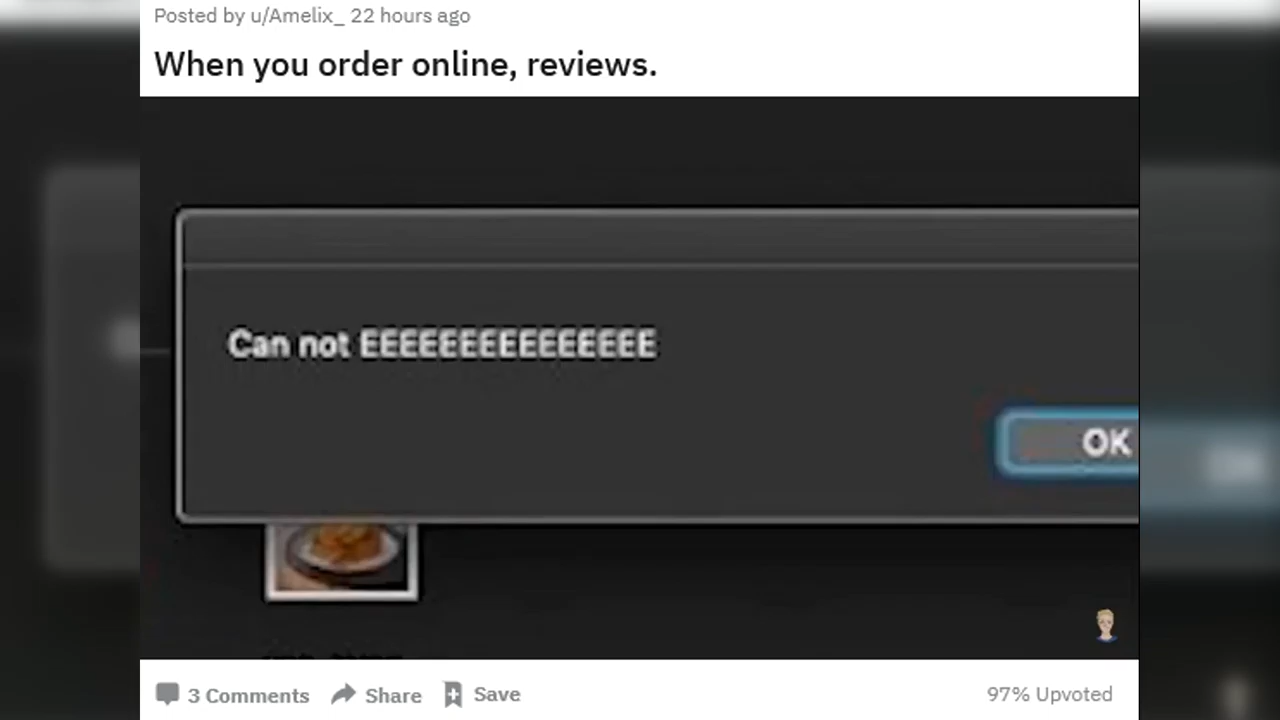 Posted by u/Amelix_ 22 hours ago
When you order online, reviews.
Can not EEEEEEEEEEEEEEE
OK
3 Comments Share Save 97% Upvoted